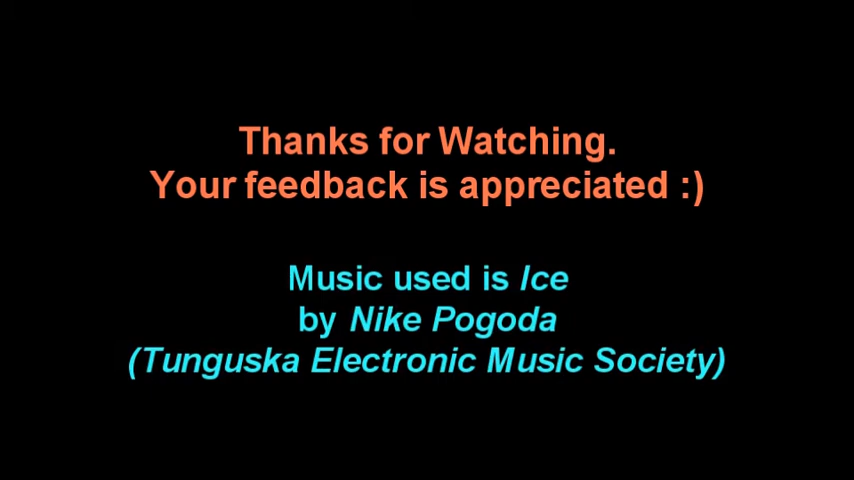 Thanks for Watching.
Your feedback is appreciated :)
Music used is Ice
by Nike Pogoda
(Tunguska Electronic Music Society)